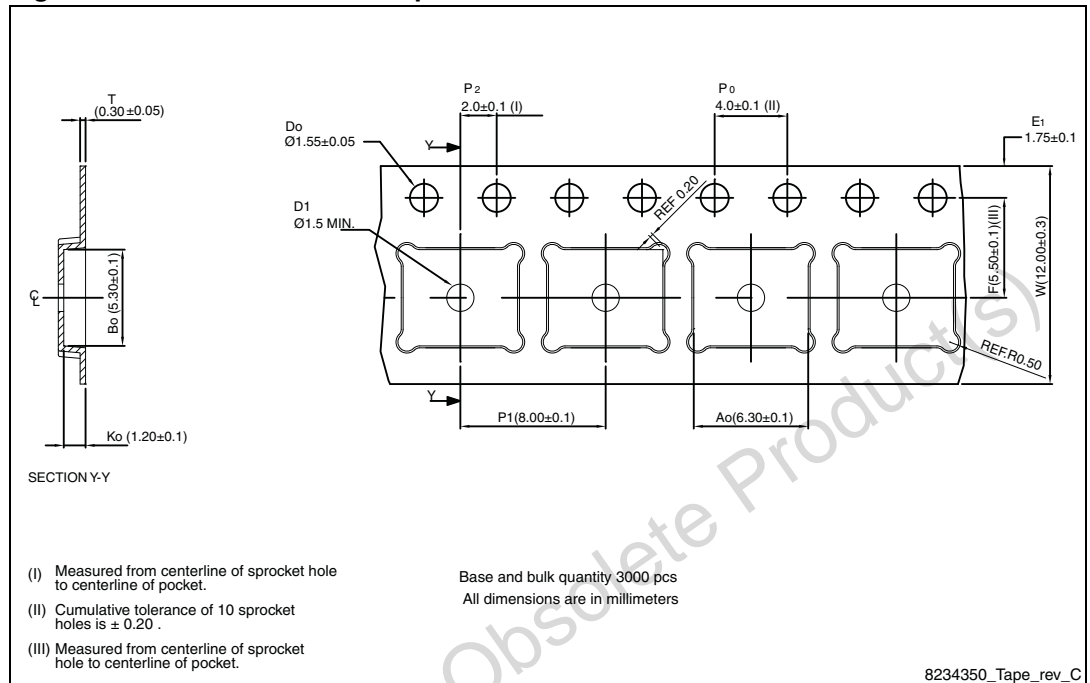 T
(0.30±0.05)
P2
2.0±0.1 (I)
P0
4.0±0.1 (II)
E1
1.75±0.1
Do
Ø1.55±0.05
Y
D1
Ø1.5 MIN.
REF 0.20
F(5,50±0.1)(III)
W(12.00±0.3)
Bo (5.30±0.1)
℄
REF.R0.50
Y
P1(8.00±0.1)
Ao(6.30±0.1)
Ko (1.20±0.1)
SECTION Y-Y
(I) Measured from centerline of sprocket hole
to centerline of pocket.
(II) Cumulative tolerance of 10 sprocket
holes is ± 0.20 .
(III) Measured from centerline of sprocket
hole to centerline of pocket.
Base and bulk quantity 3000 pcs
All dimensions are in millimeters
Obsolete Product(s)
8234350_Tape_rev_C